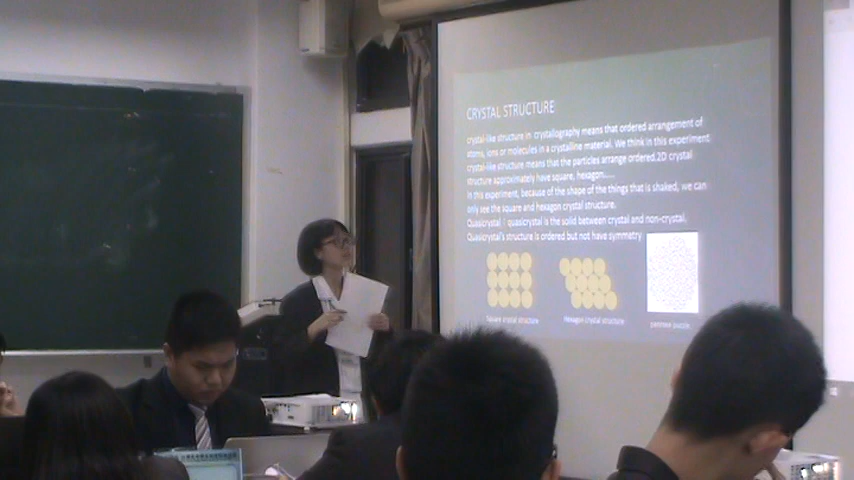 CRYSTAL STRUCTURE
crystal-like structure in crystallography means that ordered arrangement of
atoms, ions or molecules in a crystalline material. We think in this experiment
crystal-like structure means that the particles arrange ordered.2D crystal
structure approximately have square, hexagon.....
In this experiment, because of the shape of the things that is shaked, we can
only see the square and hexagon crystal structure.
Quasicrystal : quasicrystal is the solid between crystal and non-crystal.
Quasicrystal's structure is ordered but not have symmetry
Square crystal structure
Hexagon crystal structure
penrose puzzle